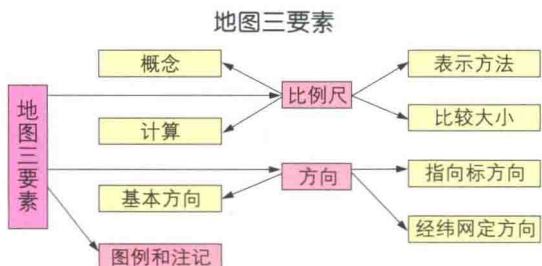 地图三要素
概念
表示方法
比例尺
地图三要素
计算
比较大小
方向
指向标方向
基本方向
经纬网定方向
图例和注记